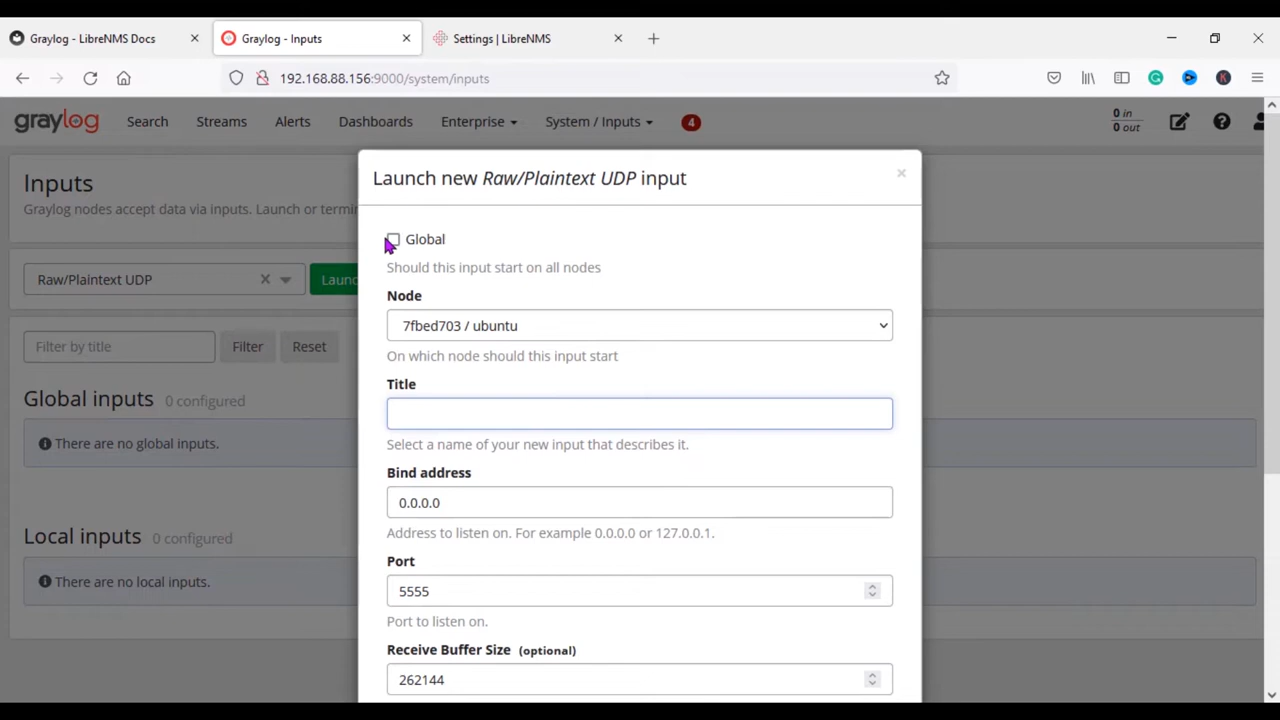 Graylog - LibreNMS Docs
Graylog - Inputs
Settings | LibreNMS
192.168.88.156:9000/system/inputs
graylog Search Streams Alerts Dashboards Enterprise System / Inputs 4 0 in
0 out
Launch new Raw/Plaintext UDP input
Inputs
Graylog nodes accept data via inputs. Launch or termin
Global
Should this input start on all nodes
Raw/Plaintext UDP
Launc
Node
7fbed703 / ubuntu
On which node should this input start
Filter by title
Filter
Reset
Title
Select a name of your new input that describes it.
Global inputs 0 configured
There are no global inputs.
Bind address
0.0.0.0
Address to listen on. For example 0.0.0.0 or 127.0.0.1.
Local inputs 0 configured
There are no local inputs.
Port
5555
Port to listen on.
Receive Buffer Size (optional)
262144